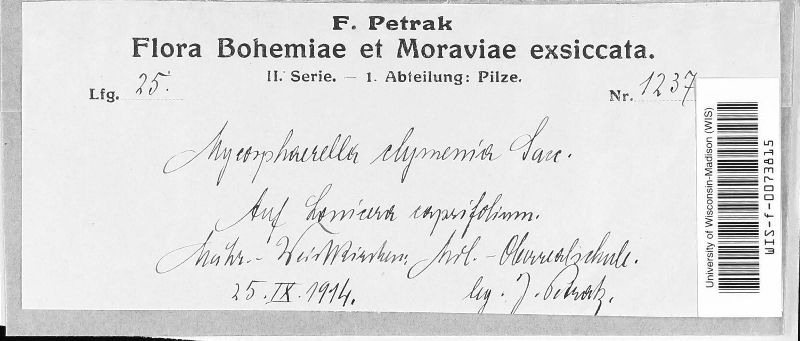 F. Petrak
Flora Bohemiae et Moraviae exsiccata.
II. Serie. — 1. Abteilung: Pilze.
Lfg. 25.
Nr. 1237
Mycosphaerella clymenia Sacc.
Auf Lonicera caprifolium.
Mähr.-Weisskirchen, Oberrealschule.
25. IX. 1914. leg. J. Petrak.
University of Wisconsin-Madison (WIS)
WIS-f-0073815